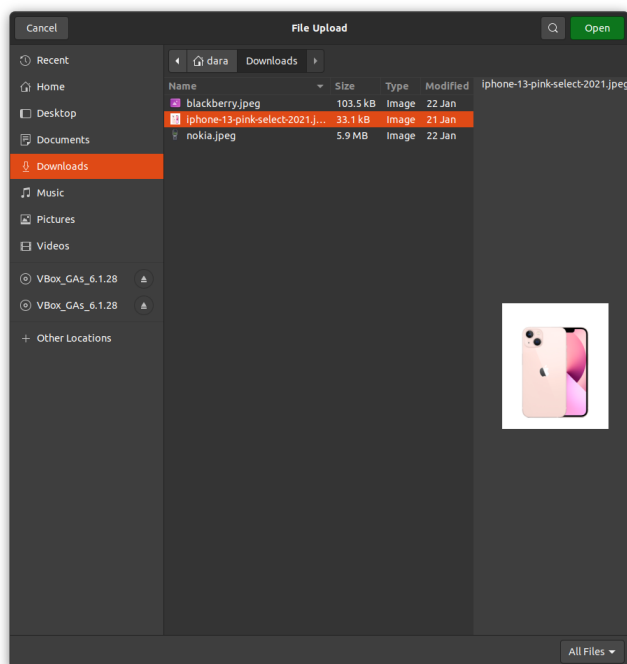 Cancel File Upload Open
Recent
Home
Desktop
Documents
Downloads
Music
Pictures
Videos
VBox_GAs_6.1.28
VBox_GAs_6.1.28
Other Locations
dara Downloads
Name Size Type Modified
blackberry.jpeg 103.5 kB Image 22 Jan
iphone-13-pink-select-2021.j... 33.1 kB Image 21 Jan
nokia.jpeg 5.9 MB Image 22 Jan
iphone-13-pink-select-2021.jpeg
All Files